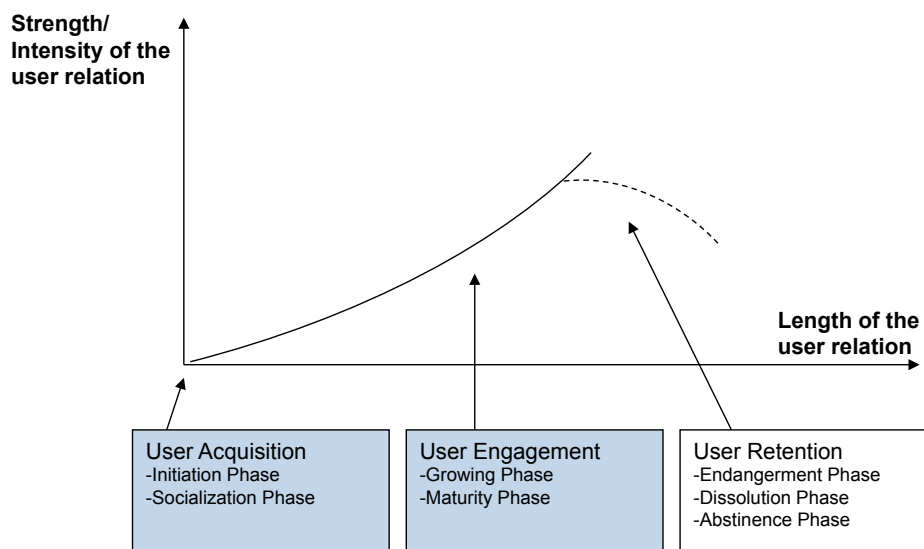 Strength/
Intensity of the
user relation
Length of the
user relation
User Acquisition
-Initiation Phase
-Socialization Phase
User Engagement
-Growing Phase
-Maturity Phase
User Retention
-Endangerment Phase
-Dissolution Phase
-Abstinence Phase